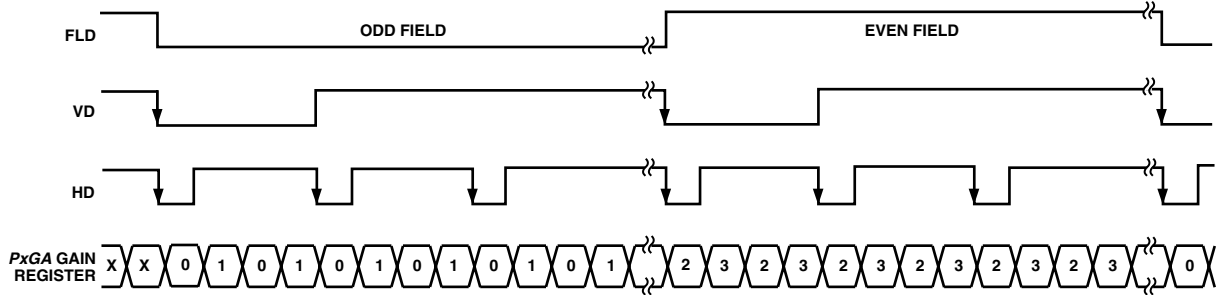 FLD
ODD FIELD
EVEN FIELD
VD
HD
PxGA GAIN
REGISTER
X X 0 1 0 1 0 1 0 1 0 1 0 1 2 3 2 3 2 3 2 3 2 3 2 3 0